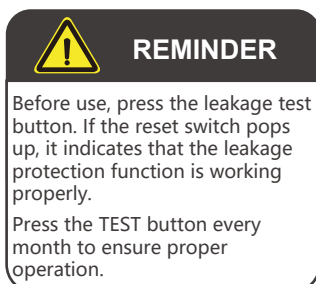 REMINDER
Before use, press the leakage test
button. If the reset switch pops
up, it indicates that the leakage
protection function is working
properly.
Press the TEST button every
month to ensure proper
operation.